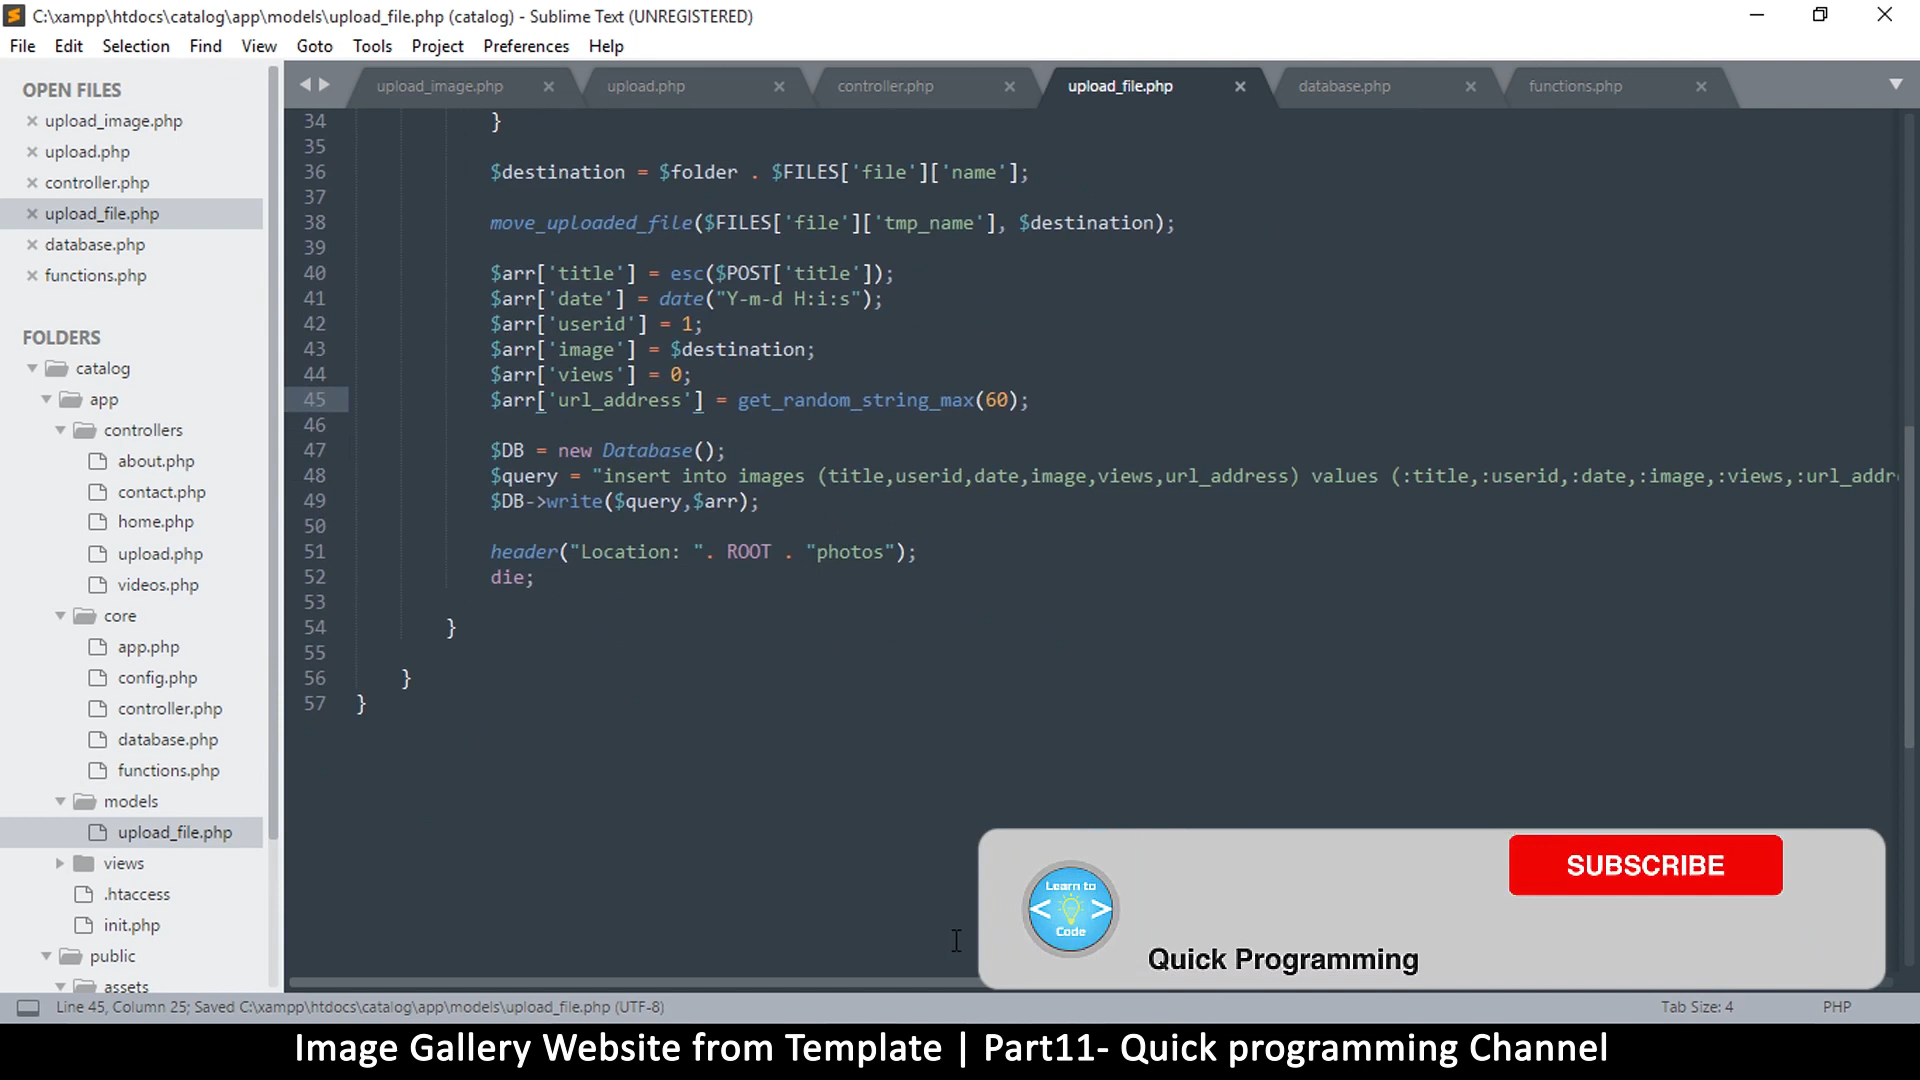 C:\xampp\htdocs\catalog\app\models\upload_file.php (catalog) - Sublime Text (UNREGISTERED)
File Edit Selection Find View Goto Tools Project Preferences Help
OPEN FILES
upload_image.php
upload.php
controller.php
upload_file.php
database.php
functions.php
FOLDERS
catalog
app
controllers
about.php
contact.php
home.php
upload.php
videos.php
core
app.php
config.php
controller.php
database.php
functions.php
models
upload_file.php
views
.htaccess
init.php
public
assets
upload_image.php upload.php controller.php upload_file.php database.php functions.php
34 }
35
36 $destination = $folder . $FILES['file']['name'];
37
38 move_uploaded_file($FILES['file']['tmp_name'], $destination);
39
40 $arr['title'] = esc($POST['title']);
41 $arr['date'] = date("Y-m-d H:i:s");
42 $arr['userid'] = 1;
43 $arr['image'] = $destination;
44 $arr['views'] = 0;
45 $arr['url_address'] = get_random_string_max(60);
46
47 $DB = new Database();
48 $query = "insert into images (title,userid,date,image,views,url_address) values (:title,:userid,:date,:image,:views,:url_addr
49 $DB->write($query,$arr);
50
51 header("Location: ". ROOT . "photos");
52 die;
53
54 }
55
56 }
57 }
Learn to
< >
Code
SUBSCRIBE
Quick Programming
Line 45, Column 25; Saved C:\xampp\htdocs\catalog\app\models\upload_file.php (UTF-8)
Tab Size: 4 PHP
Image Gallery Website from Template | Part11- Quick programming Channel